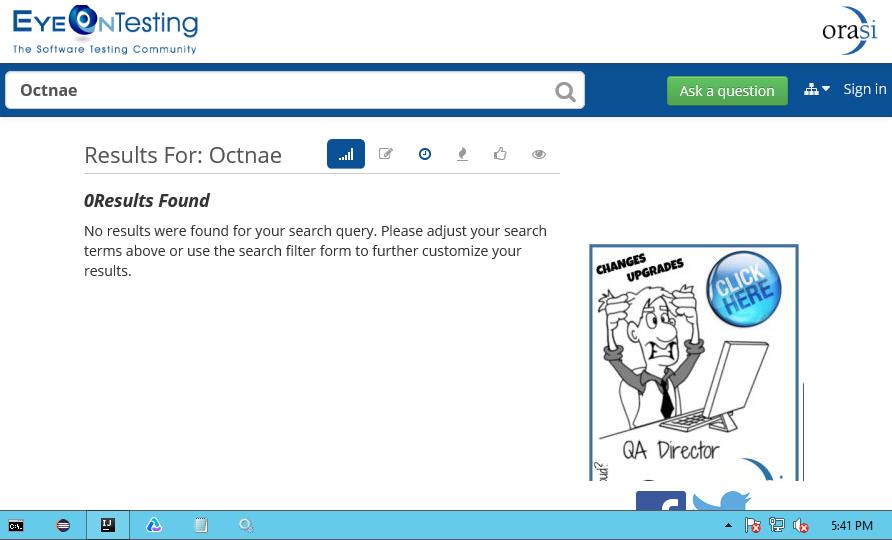 EYEONTESTING
The Software Testing Community
orasi
Octnae
Ask a question
Sign in
Results For: Octnae
0Results Found
No results were found for your search query. Please adjust your search
terms above or use the search filter form to further customize your
results.
CHANGES
UPGRADES
CLICK
HERE
QA Director
f
C:\.
IJ
5:41 PM